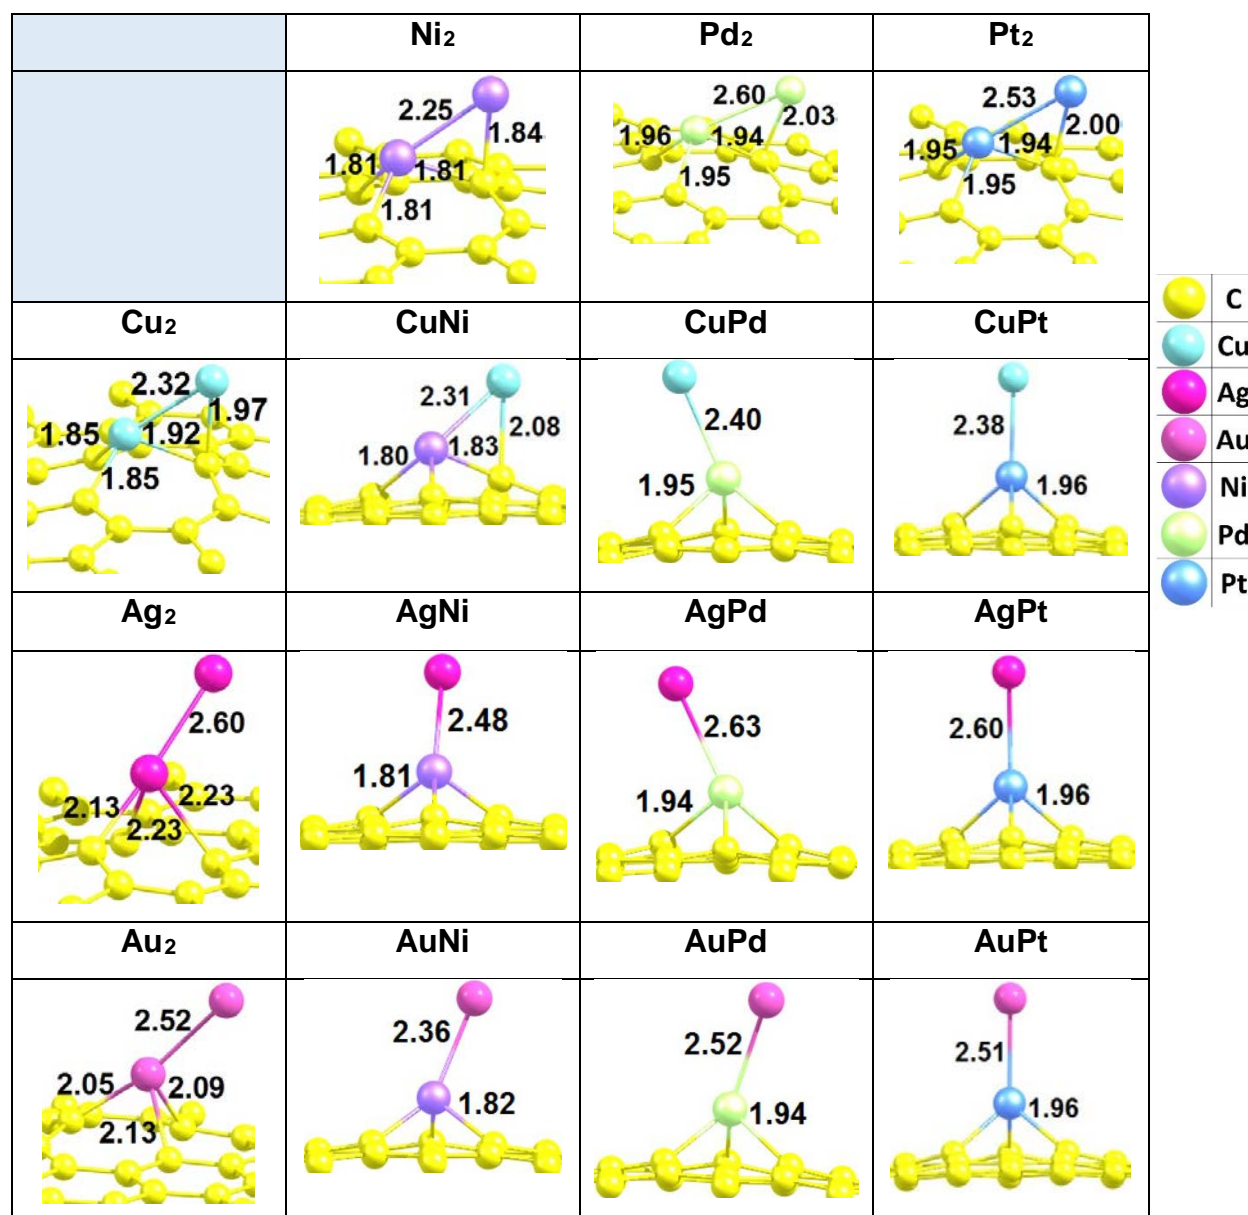 Ni2 Pd2 Pt2
2.25 1.84 1.81 1.81 1.81
2.60 2.03 1.96 1.94 1.95
2.53 2.00 1.95 1.94 1.95
Cu2 CuNi CuPd CuPt
2.32 1.97 1.85 1.92 1.85
2.31 2.08 1.80 1.83
2.40 1.95
2.38 1.96
Ag2 AgNi AgPd AgPt
2.60 2.13 2.23 2.23
2.48 1.81
2.63 1.94
2.60 1.96
Au2 AuNi AuPd AuPt
2.52 2.05 2.09 2.13
2.36 1.82
2.52 1.94
2.51 1.96
C
Cu
Ag
Au
Ni
Pd
Pt